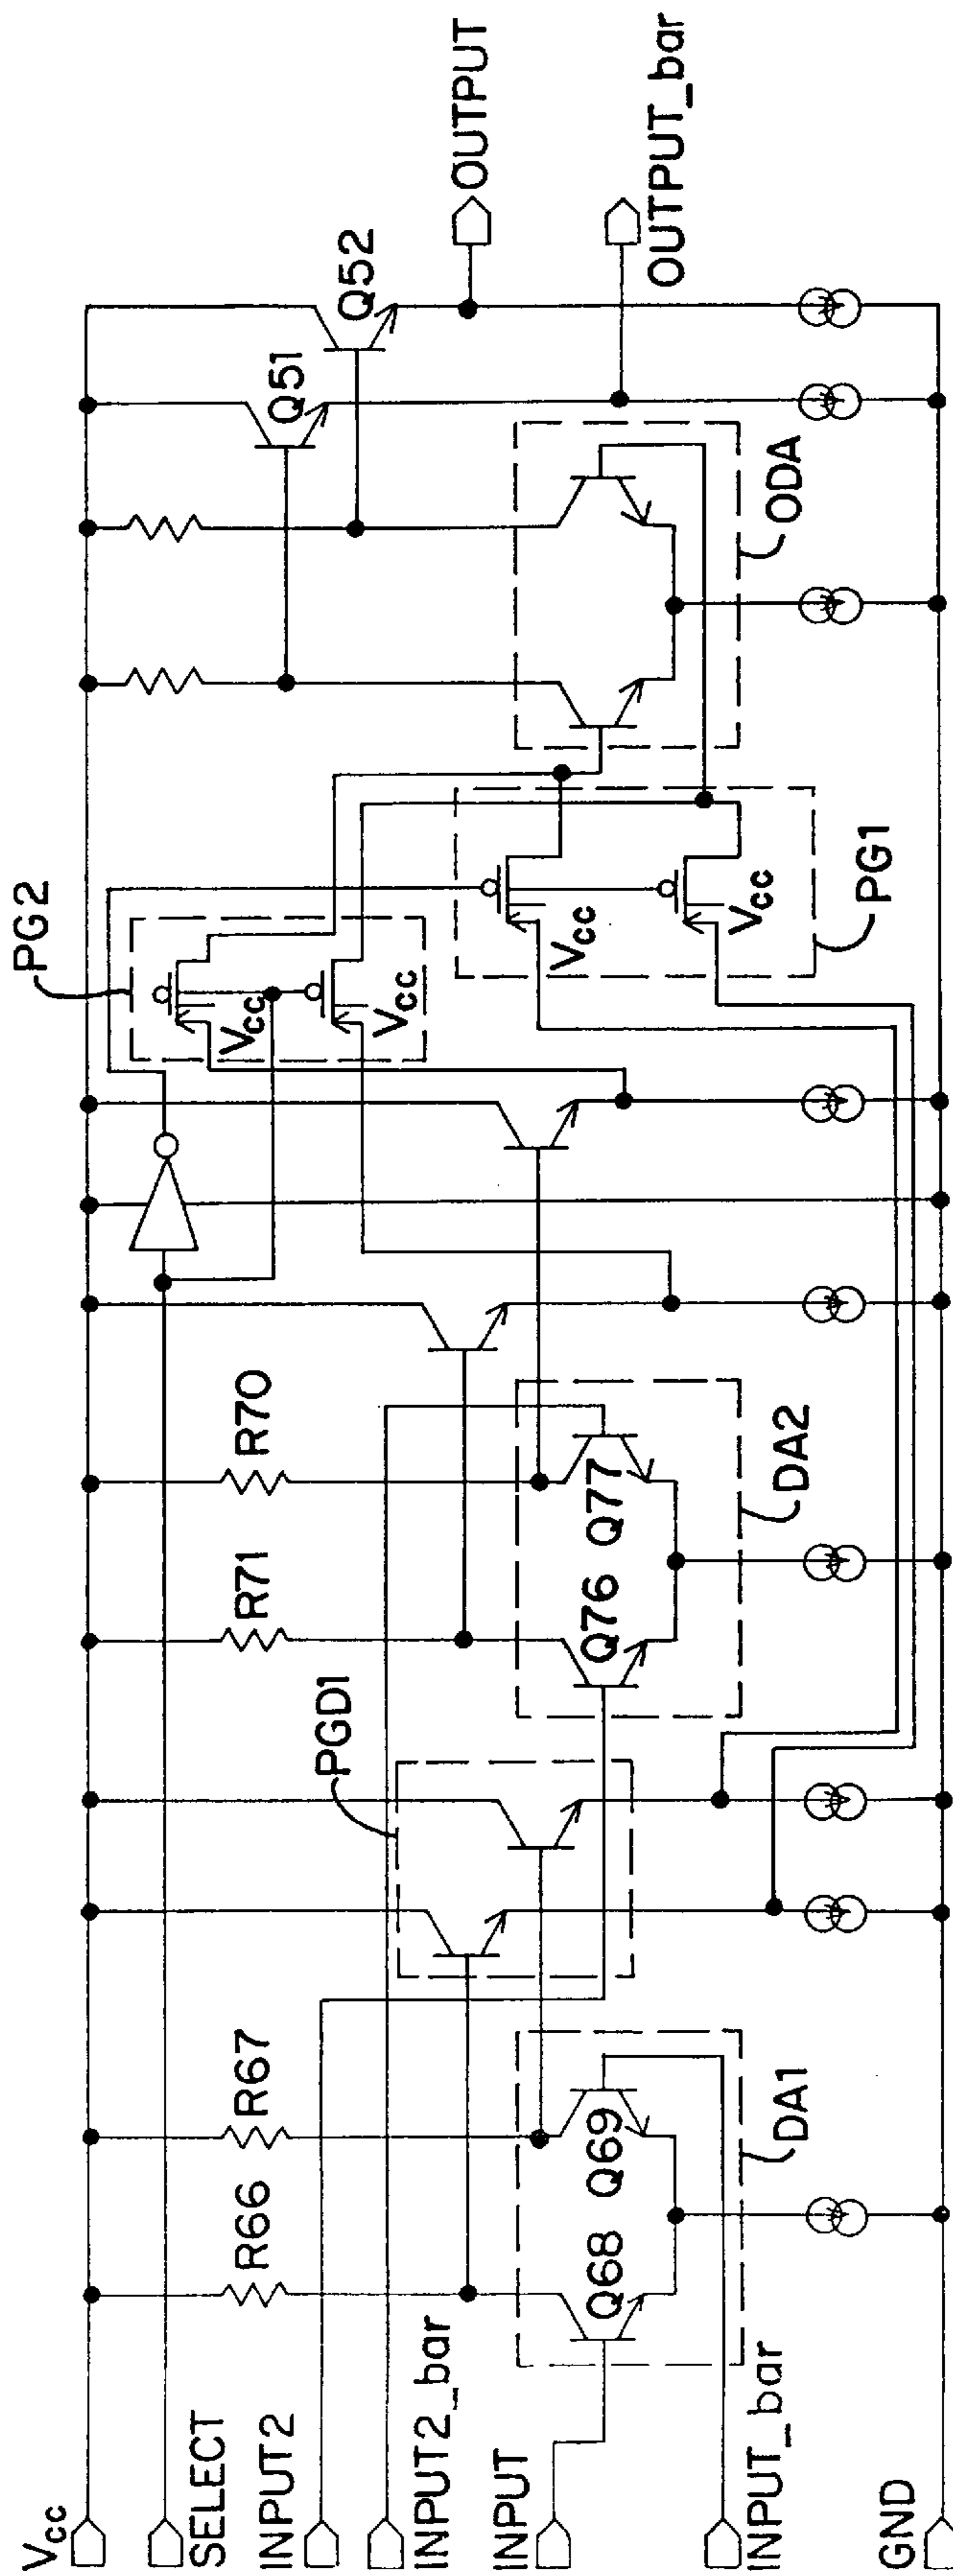 Vcc
SELECT
INPUT2
INPUT2_bar
INPUT
INPUT_bar
GND
R66
R67
Q68 Q69
DA1
PGD1
R71
R70
Q76 Q77
DA2
PG2
Vcc
Vcc
Vcc
Vcc
PG1
ODA
Q51
Q52
OUTPUT
OUTPUT_bar